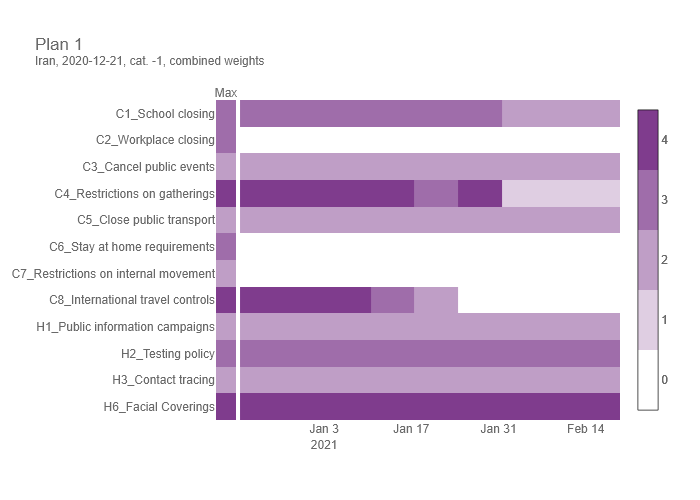 Plan 1
Iran, 2020-12-21, cat. -1, combined weights
Max
C1_School closing
C2_Workplace closing
C3_Cancel public events
C4_Restrictions on gatherings
C5_Close public transport
C6_Stay at home requirements
C7_Restrictions on internal movement
C8_International travel controls
H1_Public information campaigns
H2_Testing policy
H3_Contact tracing
H6_Facial Coverings
Jan 3
2021
Jan 17
Jan 31
Feb 14
4
3
2
1
0